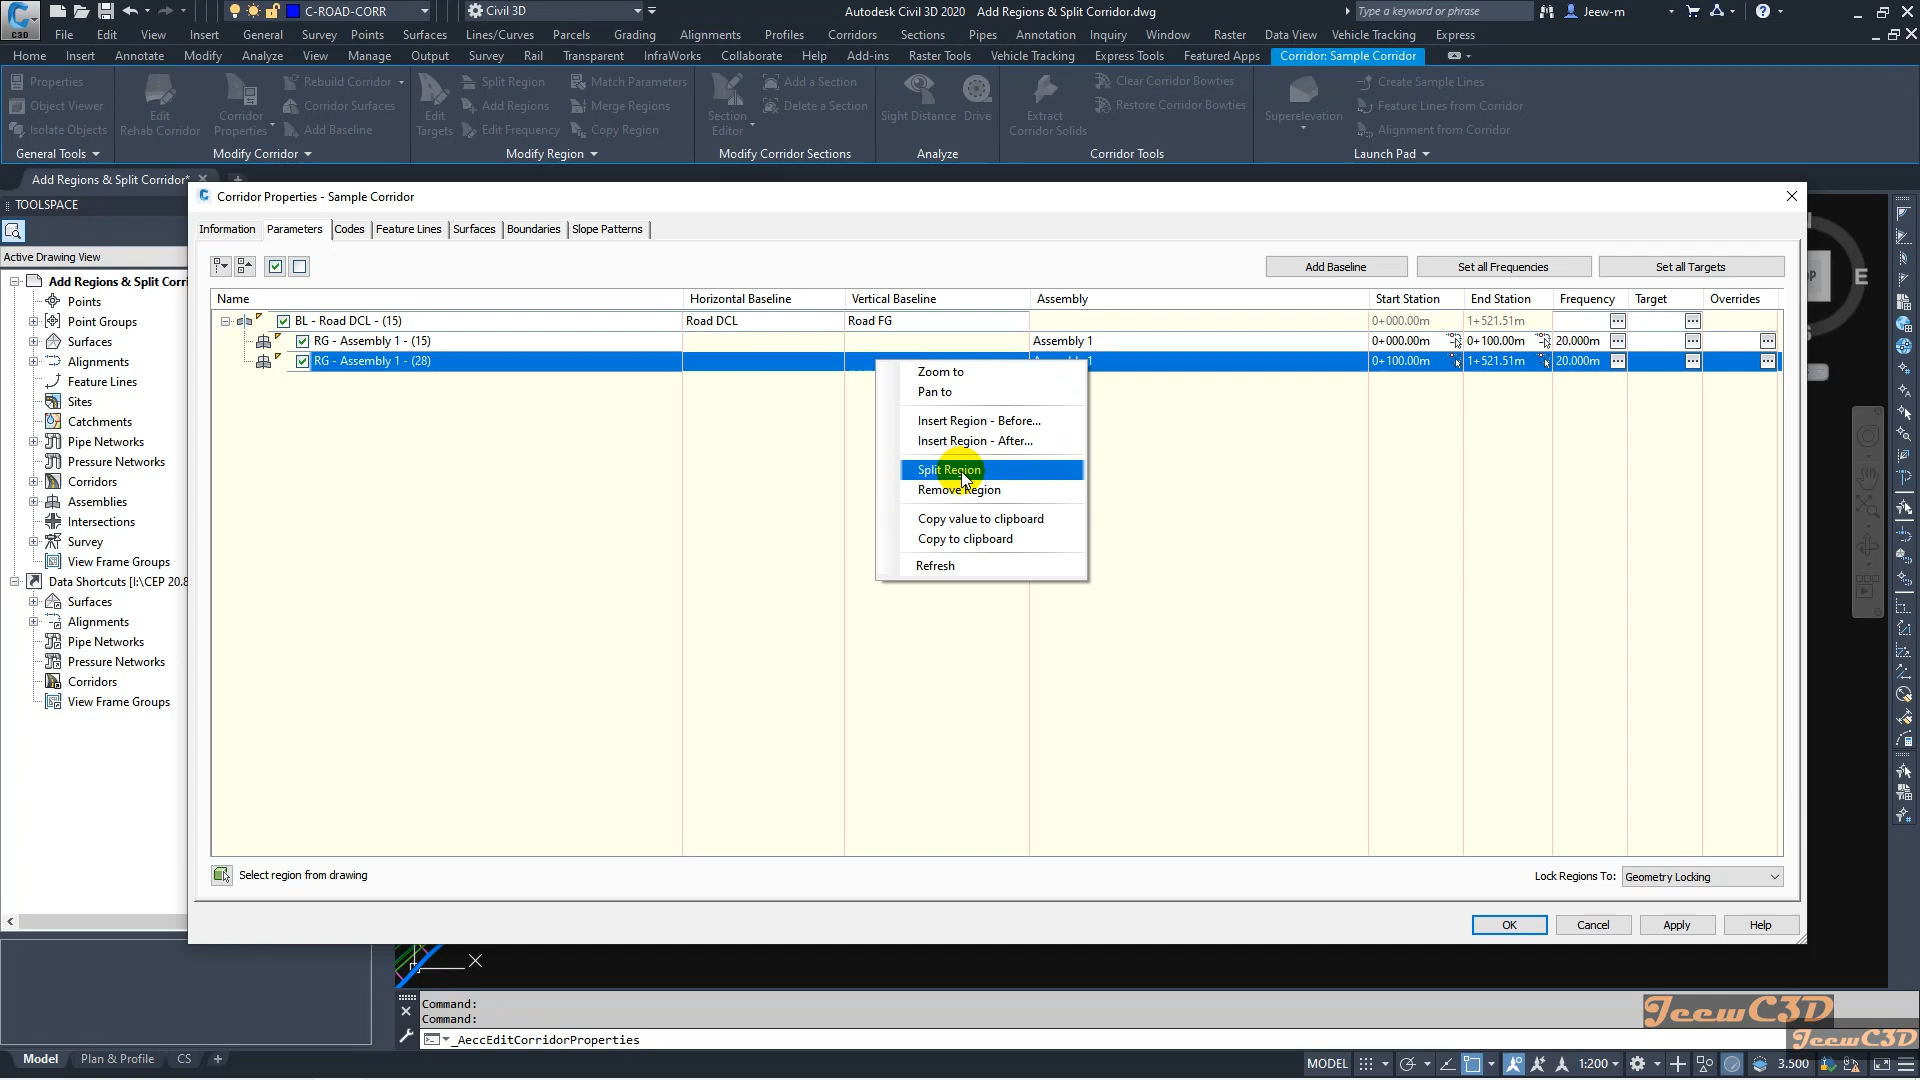 C-ROAD-CORR Civil 3D Autodesk Civil 3D 2020 Add Regions & Split Corridor.dwg Type a keyword or phrase Jeew-m
C3D File Edit View Insert General Survey Points Surfaces Lines/Curves Parcels Grading Alignments Profiles Corridors Sections Pipes Annotation Inquiry Window Raster Data View Vehicle Tracking Express
Home Insert Annotate Modify Analyze View Manage Output Survey Rail Transparent InfraWorks Collaborate Help Add-ins Raster Tools Vehicle Tracking Express Tools Featured Apps Corridor: Sample Corridor
Properties
Object Viewer
Isolate Objects
General Tools
Edit
Rehab Corridor
Corridor
Properties
Rebuild Corridor
Corridor Surfaces
Add Baseline
Modify Corridor
Edit
Targets
Split Region
Add Regions
Edit Frequency
Match Parameters
Merge Regions
Copy Region
Modify Region
Section
Editor
Add a Section
Delete a Section
Modify Corridor Sections
Sight Distance
Drive
Analyze
Extract
Corridor Solids
Clear Corridor Bowties
Restore Corridor Bowties
Corridor Tools
Superelevation
Create Sample Lines
Feature Lines from Corridor
Alignment from Corridor
Launch Pad
Add Regions & Split Corridor*
TOOLSPACE
Active Drawing View
Add Regions & Split Corri
Points
Point Groups
Surfaces
Alignments
Feature Lines
Sites
Catchments
Pipe Networks
Pressure Networks
Corridors
Assemblies
Intersections
Survey
View Frame Groups
Data Shortcuts [I:\CEP 20.8
Surfaces
Alignments
Pipe Networks
Pressure Networks
Corridors
View Frame Groups
Corridor Properties - Sample Corridor
Information Parameters Codes Feature Lines Surfaces Boundaries Slope Patterns
Add Baseline Set all Frequencies Set all Targets
Name Horizontal Baseline Vertical Baseline Assembly Start Station End Station Frequency Target Overrides
BL - Road DCL - (15) Road DCL Road FG 0+000.00m 1+521.51m
RG - Assembly 1 - (15) Assembly 1 0+000.00m 0+100.00m 20.000m
RG - Assembly 1 - (28) 0+100.00m 1+521.51m 20.000m
Zoom to
Pan to
Insert Region - Before...
Insert Region - After...
Split Region
Remove Region
Copy value to clipboard
Copy to clipboard
Refresh
E
Select region from drawing
Lock Regions To: Geometry Locking
OK Cancel Apply Help
Command:
Command:
_AeccEditCorridorProperties
JeewC3D
JeewC3D
Model Plan & Profile CS +
MODEL 1:200 3.500